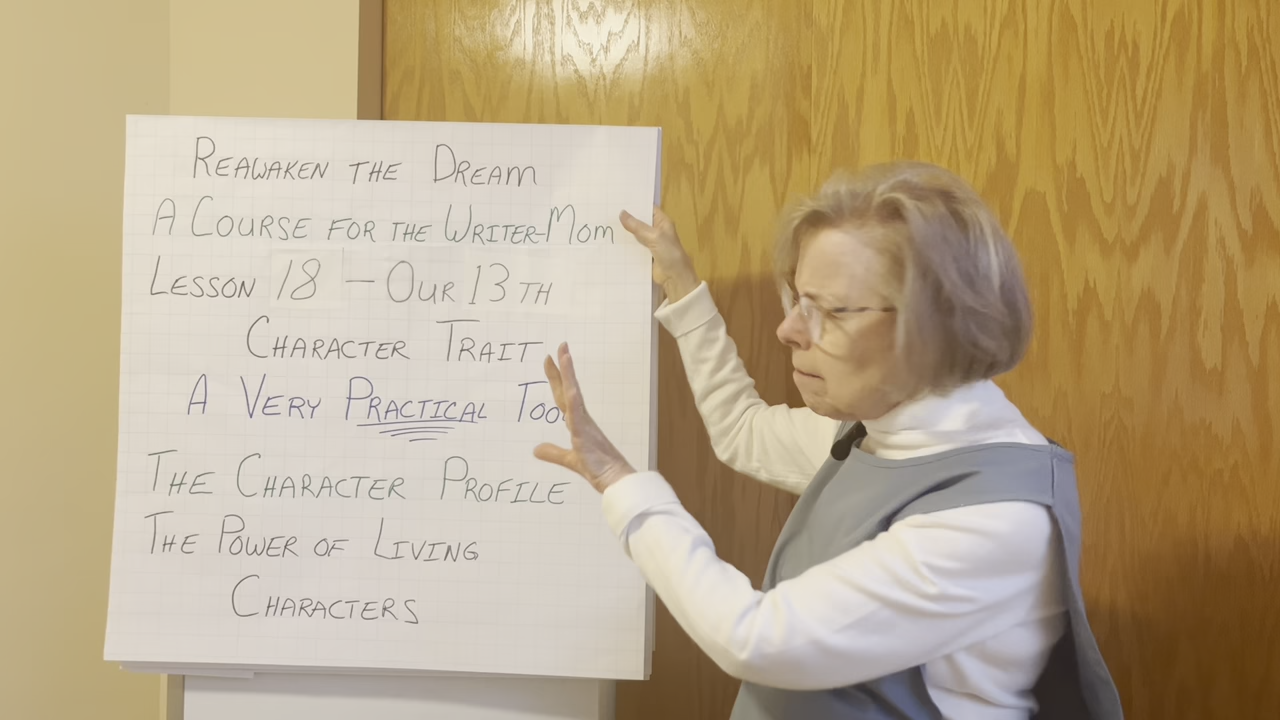 REAWAKEN THE DREAM
A COURSE FOR THE WRITER-MOM
LESSON 18 – OUR 13TH
CHARACTER TRAIT
A VERY PRACTICAL TOO
THE CHARACTER PROFILE
THE POWER OF LIVING
CHARACTERS